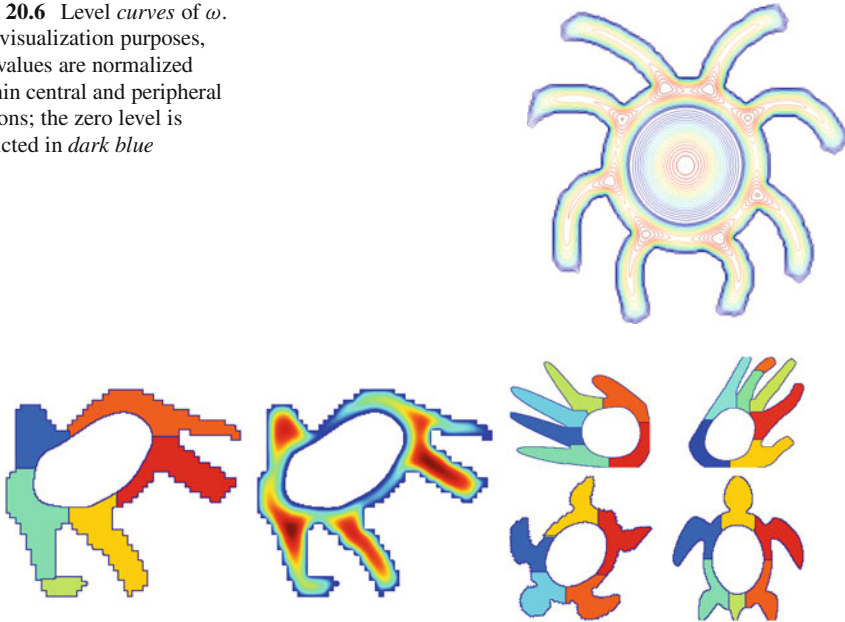 20.6 Level curves of ω.
visualization purposes,
values are normalized
in central and peripheral
ons; the zero level is
cted in dark blue